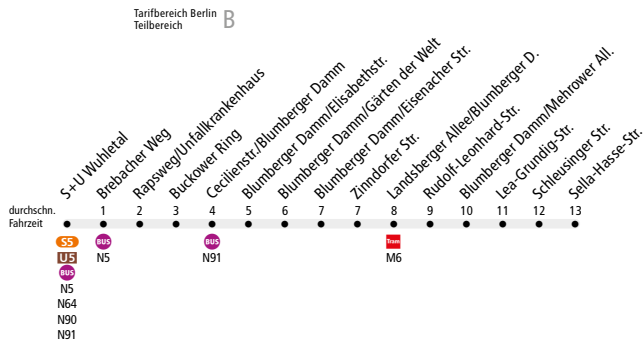 Tarifbereich Berlin
Teilbereich
B
S+U Wuhletal
Brebacher Weg
Rapsweg/Unfallkrankenhaus
Buckower Ring
Cecilienstr./Blumberger Damm
Blumberger Damm/Elisabethstr.
Blumberger Damm/Gärten der Welt
Blumberger Damm/Eisenacher Str.
Zinndorfer Str.
Landsberger Allee/Blumberger D.
Rudolf-Leonhard-Str.
Blumberger Damm/Mehrower All.
Lea-Grundig-Str.
Schleusinger Str.
Sella-Hasse-Str.
durchschn. 1 2 3 4 5 6 7 7 8 9 10 11 12 13
Fahrzeit
S5 BUS BUS Tram
U5 N5 N91 M6
BUS
N5
N64
N90
N91